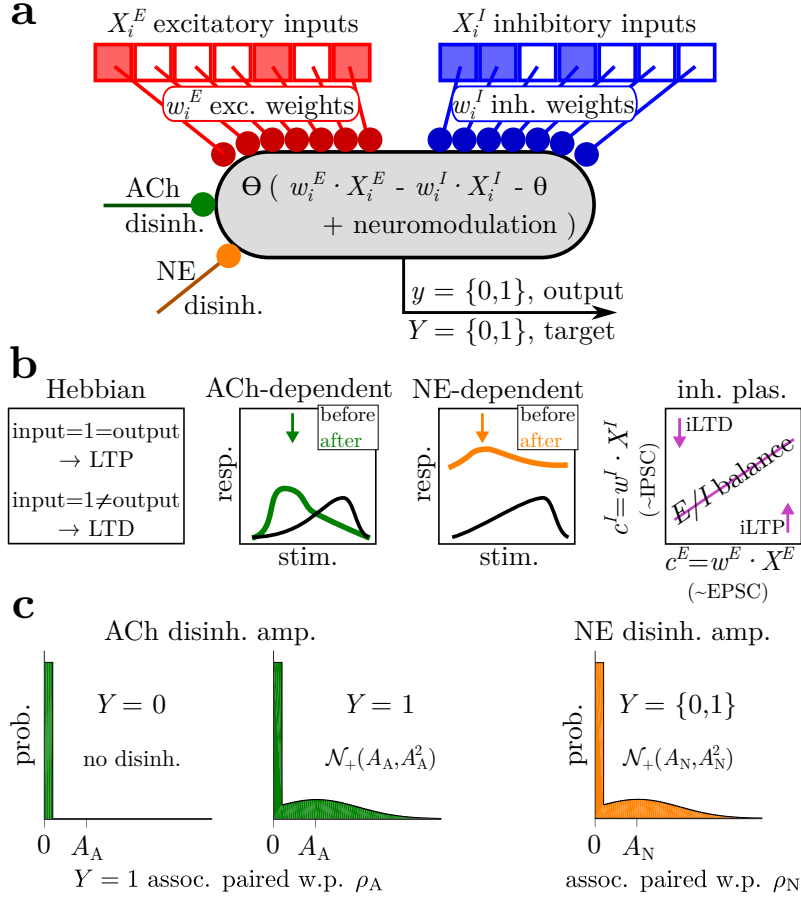 a
X_i^E excitatory inputs
X_i^I inhibitory inputs
w_i^E exc. weights
w_i^I inh. weights
ACh
disinh.
Θ ( w_i^E · X_i^E - w_i^I · X_i^I - θ
+ neuromodulation )
NE
disinh.
y = {0,1}, output
Y = {0,1}, target
b
Hebbian
input=1=output
→ LTP
input=1≠output
→ LTD
ACh-dependent
before
after
resp.
stim.
NE-dependent
before
after
resp.
stim.
inh. plas.
iLTD
E/I balance
iLTP
c^I=w^I · X^I
(~IPSC)
c^E=w^E · X^E
(~EPSC)
c
ACh disinh. amp.
NE disinh. amp.
prob.
Y = 0
no disinh.
0 A_A
Y = 1
N_+(A_A,A_A^2)
0 A_A
Y = 1 assoc. paired w.p. ρ_A
prob.
Y = {0,1}
N_+(A_N,A_N^2)
0 A_N
assoc. paired w.p. ρ_N